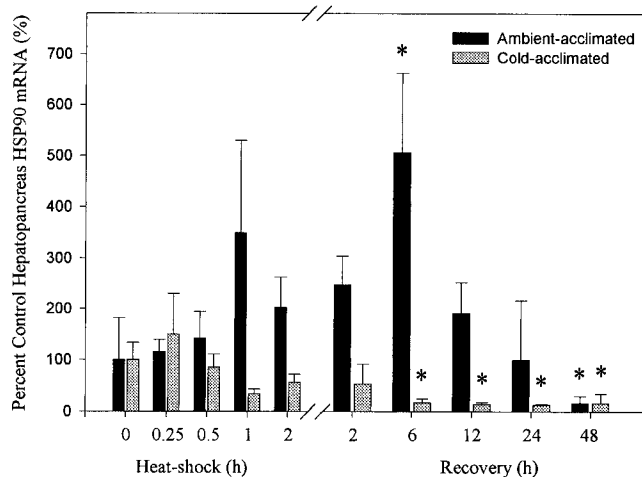 Percent Control Hepatopancreas HSP90 mRNA (%)
700
600
500
400
300
200
100
0
Ambient-acclimated
Cold-acclimated
*
* * * * *
0 0.25 0.5 1 2 2 6 12 24 48
Heat-shock (h) Recovery (h)